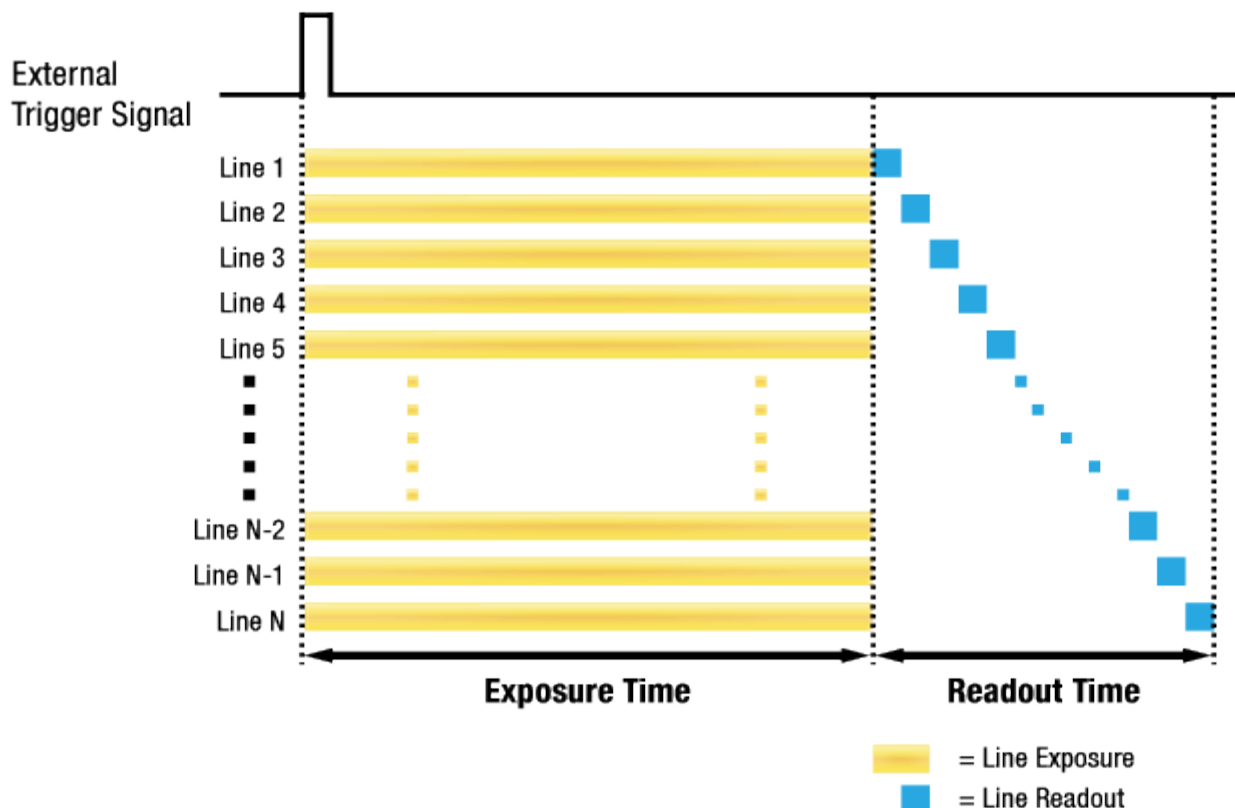 External
Trigger Signal
Line 1
Line 2
Line 3
Line 4
Line 5
Line N-2
Line N-1
Line N
Exposure Time
Readout Time
= Line Exposure
= Line Readout